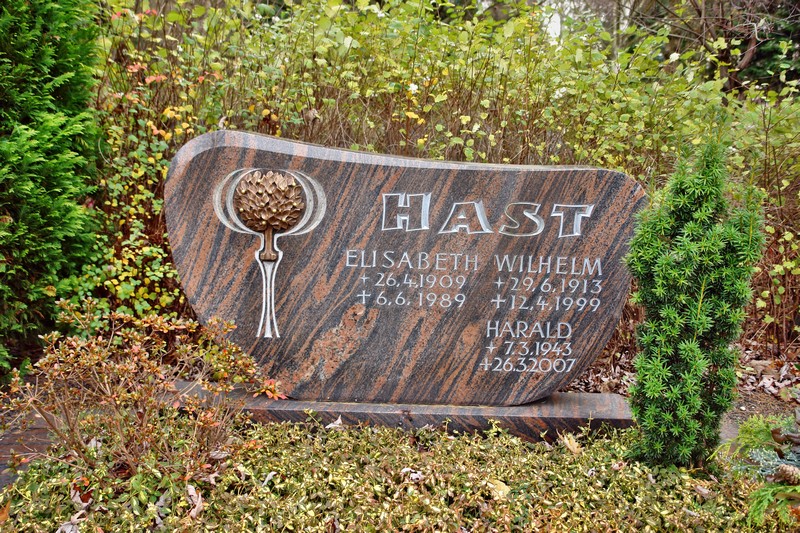 HAST
ELISABETH WILHELM
+ 26.4.1909 + 29.6.1913
+ 6.6.1989 + 12.4.1999
HARALD
+ 7.3.1943
+ 26.3.2007